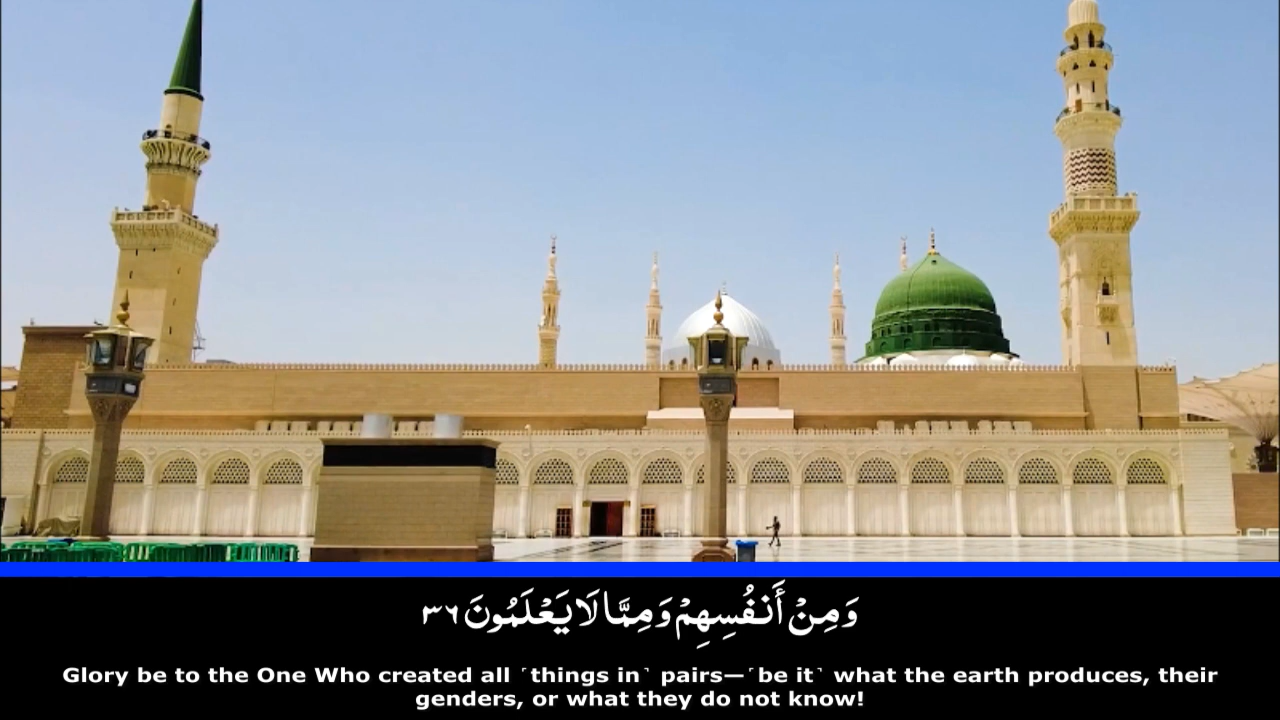 وَمِنْ أَنفُسِهِمْ وَمِمَّا لَا يَعْلَمُونَ ٣٦
Glory be to the One Who created all ˹things in˺ pairs—˹be it˺ what the earth produces, their
genders, or what they do not know!